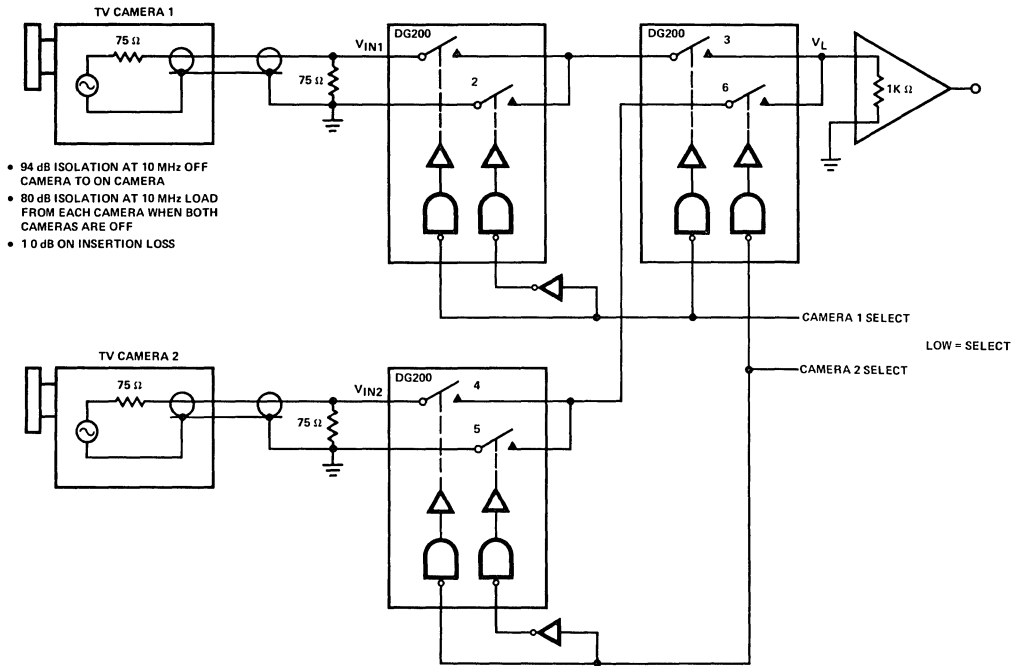 TV CAMERA 1
75 Ω
75 Ω
VIN1
DG200
2
DG200
3
6
VL
1K Ω
• 94 dB ISOLATION AT 10 MHz OFF
CAMERA TO ON CAMERA
• 80 dB ISOLATION AT 10 MHz LOAD
FROM EACH CAMERA WHEN BOTH
CAMERAS ARE OFF
• 1 0 dB ON INSERTION LOSS
CAMERA 1 SELECT
LOW = SELECT
CAMERA 2 SELECT
TV CAMERA 2
75 Ω
75 Ω
VIN2
DG200
4
5